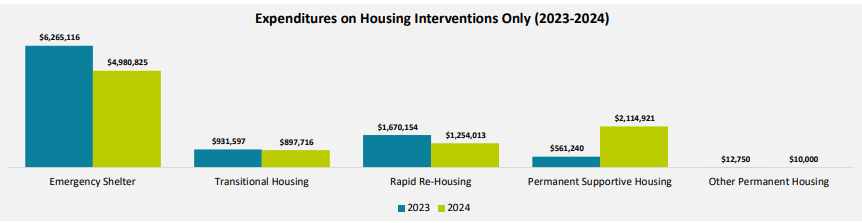 Expenditures on Housing Interventions Only (2023-2024)
$6,265,116
$4,980,825
$931,597
$897,716
$1,670,154
$1,254,013
$561,240
$2,114,921
$12,750
$10,000
Emergency Shelter
Transitional Housing
Rapid Re-Housing
Permanent Supportive Housing
Other Permanent Housing
2023
2024